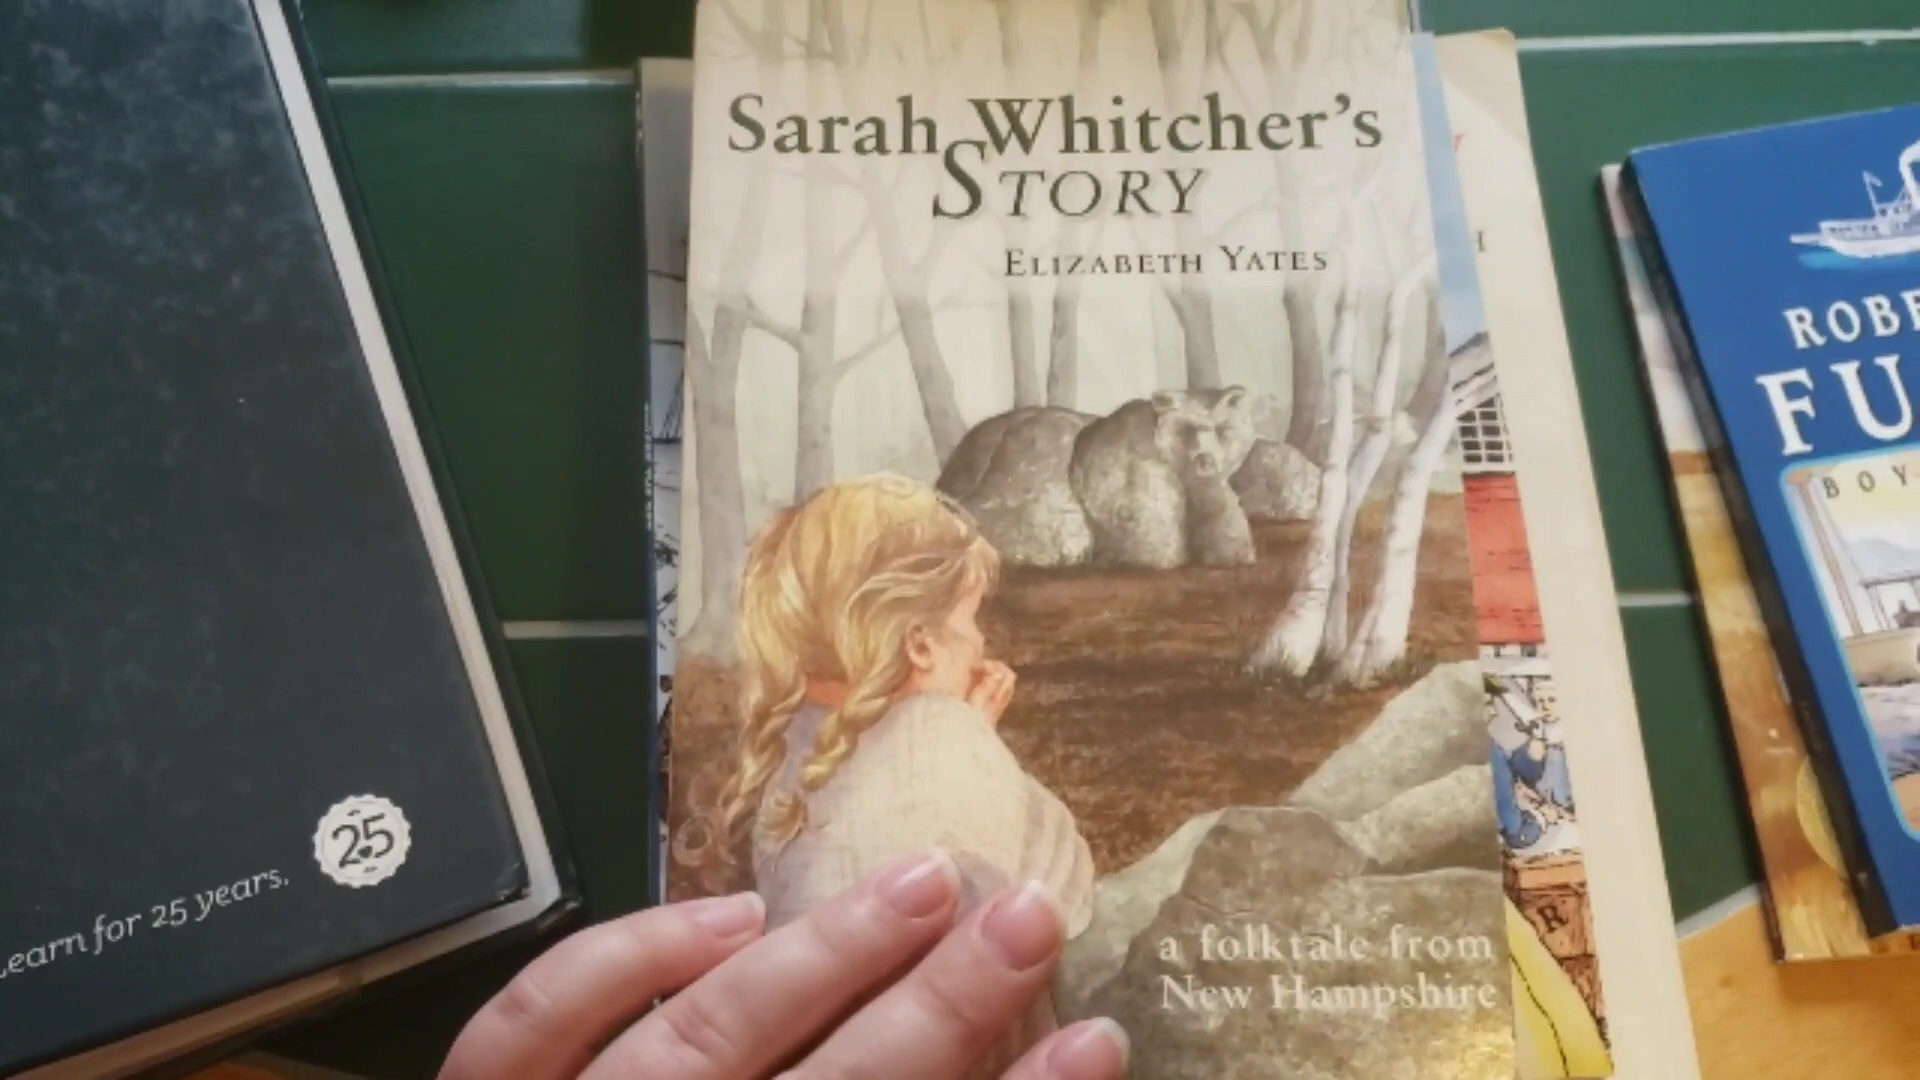 Sarah Whitcher's
STORY
ELIZABETH YATES
a folktale from
New Hampshire
learn for 25 years.
25
ROBE
FU
BOY
R
H